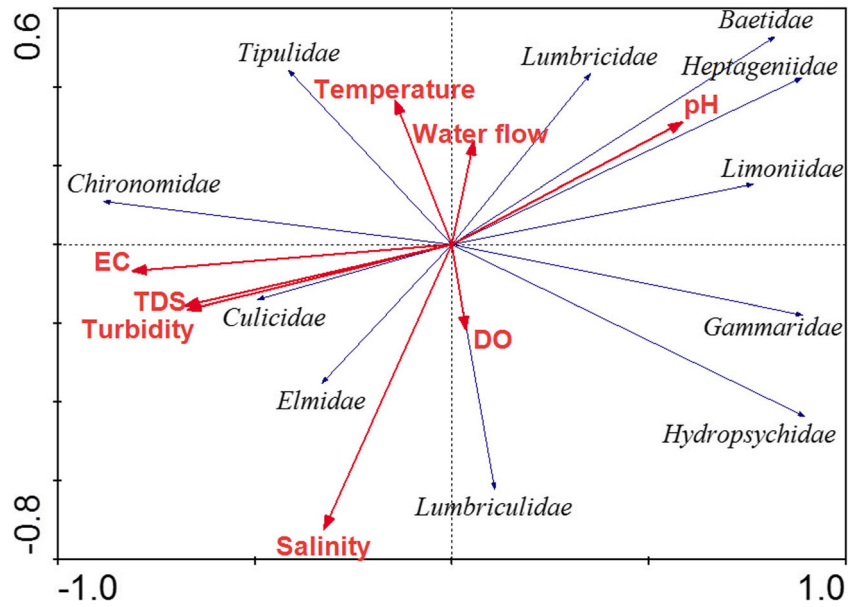 0.6
Baetidae
Tipulidae
Lumbricidae
Heptageniidae
Temperature
pH
Water flow
Limoniidae
Chironomidae
EC
TDS
Turbidity
Culicidae
Gammaridae
DO
Elmidae
Hydropsychidae
Lumbriculidae
Salinity
-0.8
-1.0
1.0